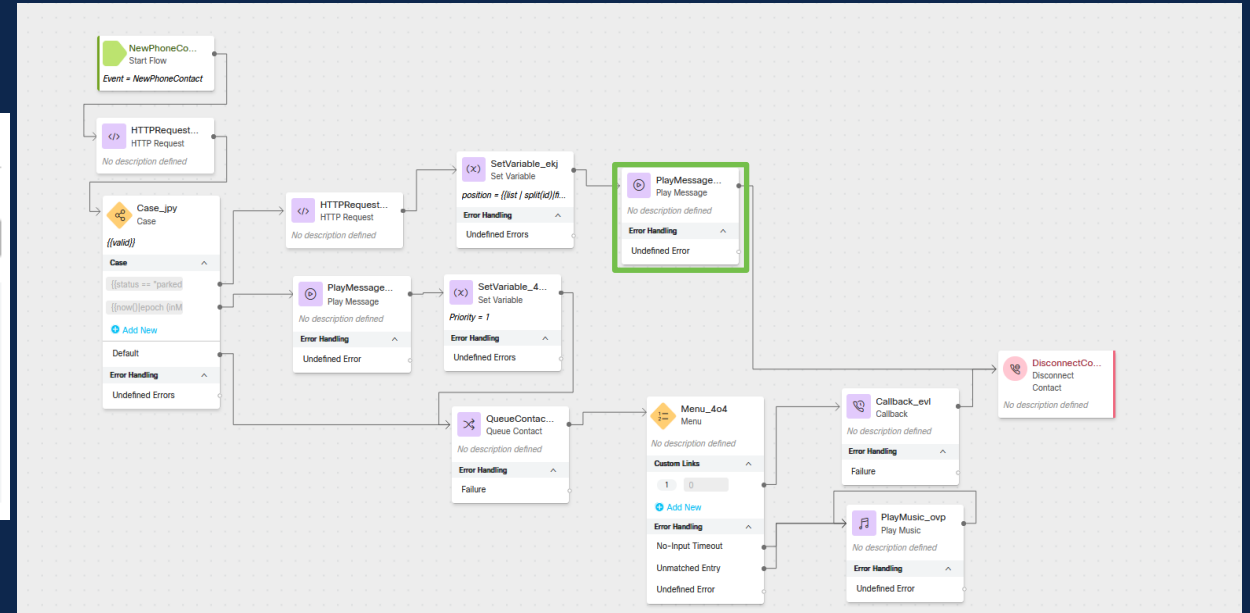 NewPhoneCo...
Start Flow
Event = NewPhoneContact
HTTPRequest...
HTTP Request
No description defined
Case_jpy
Case
{{valid}}
Case
{{status == "parked
{{now()|epoch (inM
Add New
Default
Error Handling
Undefined Errors
HTTPRequest...
HTTP Request
No description defined
SetVariable_ekj
Set Variable
position = {{list | split(id)|fi...
Error Handling
Undefined Errors
PlayMessage...
Play Message
No description defined
Error Handling
Undefined Error
PlayMessage...
Play Message
No description defined
Error Handling
Undefined Error
SetVariable_4...
Set Variable
Priority = 1
Error Handling
Undefined Errors
QueueContac...
Queue Contact
No description defined
Error Handling
Failure
Menu_4o4
Menu
No description defined
Custom Links
1
0
Add New
Error Handling
No-Input Timeout
Unmatched Entry
Undefined Error
Callback_evl
Callback
No description defined
Error Handling
Failure
PlayMusic_ovp
Play Music
No description defined
Error Handling
Undefined Error
DisconnectCo...
Disconnect
Contact
No description defined